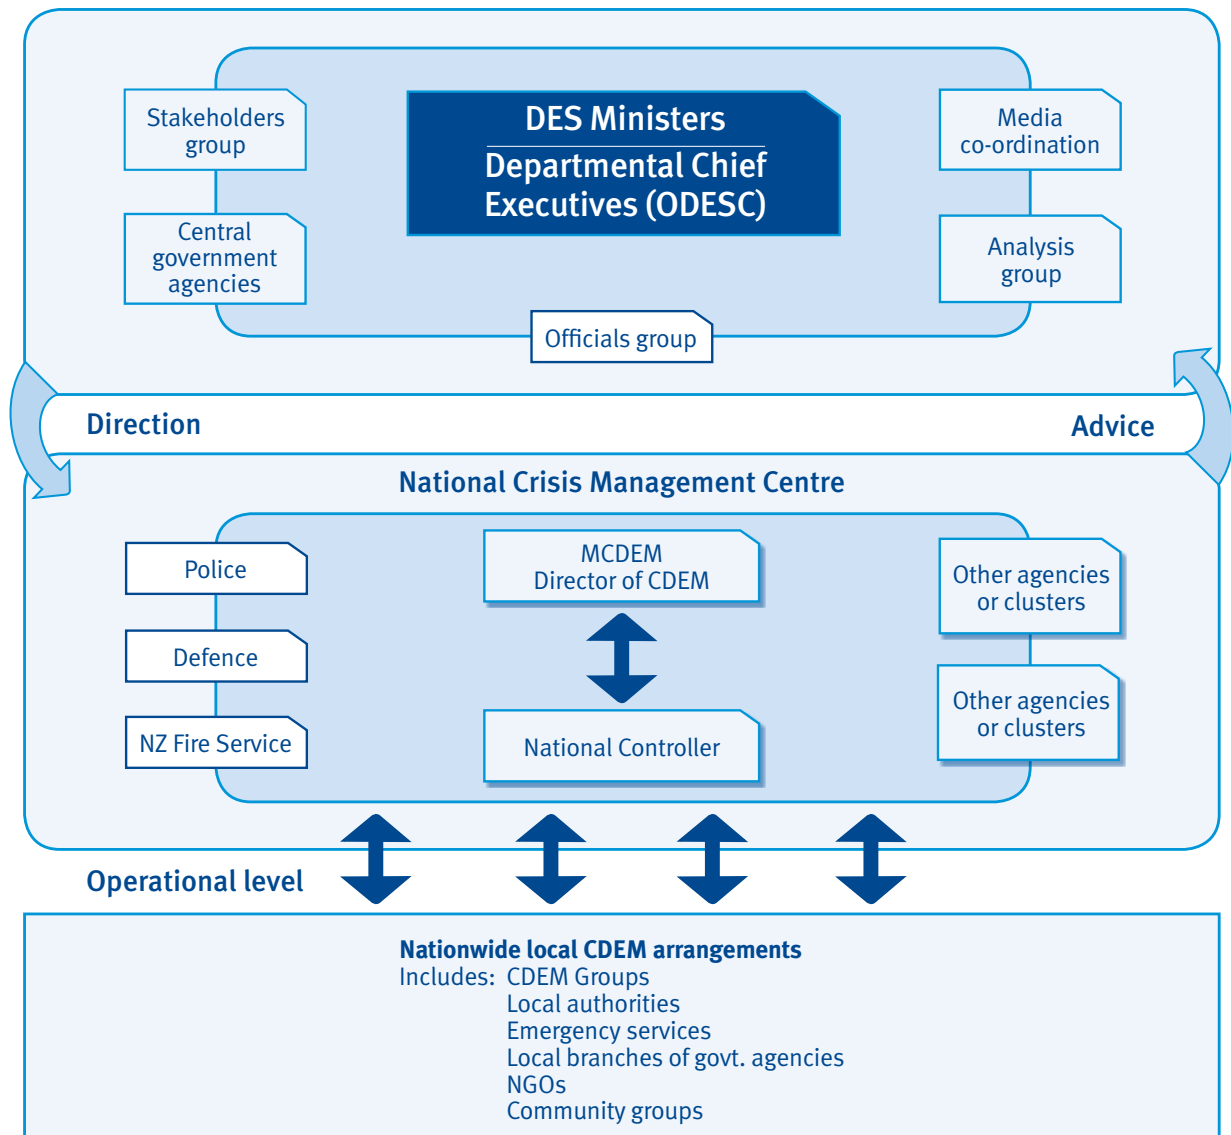 Stakeholders
group
DES Ministers
Departmental Chief
Executives (ODESC)
Media
co-ordination
Central
government
agencies
Analysis
group
Officials group
Direction
Advice
National Crisis Management Centre
Police
MCDEM
Director of CDEM
Other agencies
or clusters
Defence
Other agencies
or clusters
NZ Fire Service
National Controller
Operational level
Nationwide local CDEM arrangements
Includes: CDEM Groups
Local authorities
Emergency services
Local branches of govt. agencies
NGOs
Community groups